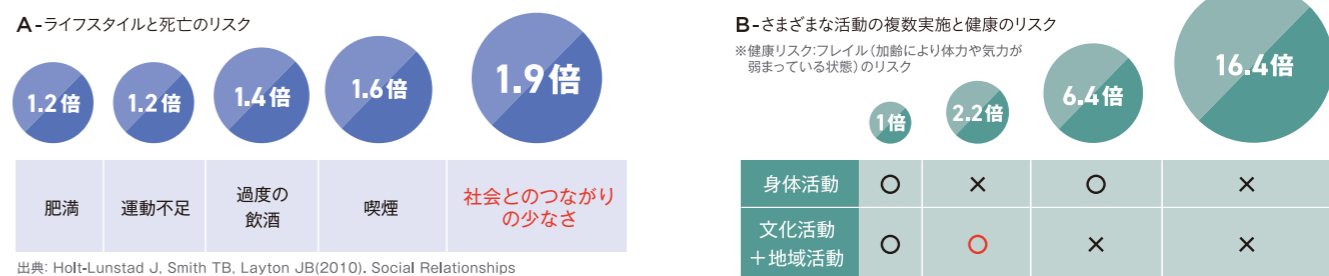 A-ライフスタイルと死亡のリスク
1.2倍
1.2倍
1.4倍
1.6倍
1.9倍
肥満
運動不足
過度の
飲酒
喫煙
社会とのつながり
の少なさ
出典: Holt-Lunstad J, Smith TB, Layton JB(2010). Social Relationships
B-さまざまな活動の複数実施と健康のリスク
※健康リスク:フレイル(加齢により体力や気力が
弱まっている状態)のリスク
1倍
2.2倍
6.4倍
16.4倍
身体活動 ○ × ○ ×
文化活動
+地域活動 ○ ○ × ×